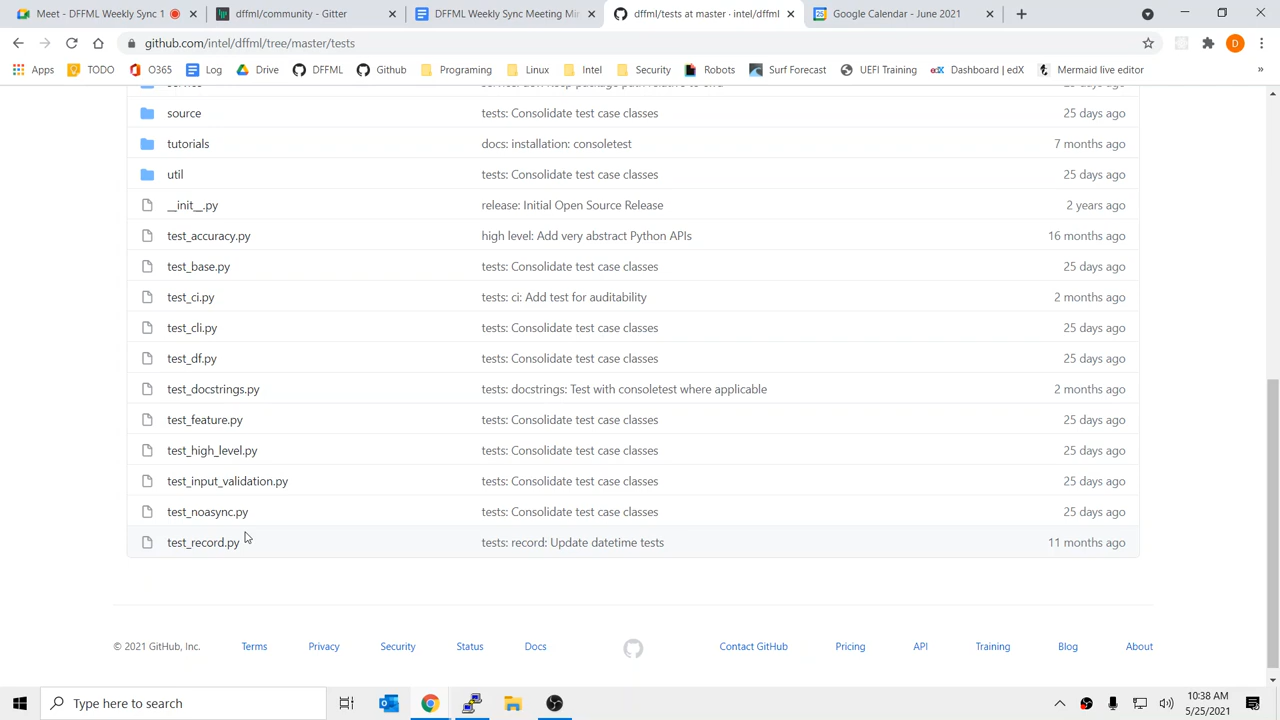 Meet - DFFML Weekly Sync 1
dffml/community - Gitter
DFFML Weekly Sync Meeting Min
dffml/tests at master · intel/dffml
Google Calendar - June 2021
github.com/intel/dffml/tree/master/tests
D
Apps
TODO
O365
Log
Drive
DFFML
Github
Programing
Linux
Intel
Security
Robots
Surf Forecast
UEFI Training
Dashboard | edX
Mermaid live editor
source tests: Consolidate test case classes 25 days ago
tutorials docs: installation: consoletest 7 months ago
util tests: Consolidate test case classes 25 days ago
__init__.py release: Initial Open Source Release 2 years ago
test_accuracy.py high level: Add very abstract Python APIs 16 months ago
test_base.py tests: Consolidate test case classes 25 days ago
test_ci.py tests: ci: Add test for auditability 2 months ago
test_cli.py tests: Consolidate test case classes 25 days ago
test_df.py tests: Consolidate test case classes 25 days ago
test_docstrings.py tests: docstrings: Test with consoletest where applicable 2 months ago
test_feature.py tests: Consolidate test case classes 25 days ago
test_high_level.py tests: Consolidate test case classes 25 days ago
test_input_validation.py tests: Consolidate test case classes 25 days ago
test_noasync.py tests: Consolidate test case classes 25 days ago
test_record.py tests: record: Update datetime tests 11 months ago
© 2021 GitHub, Inc. Terms Privacy Security Status Docs Contact GitHub Pricing API Training Blog About
Type here to search
10:38 AM
5/25/2021